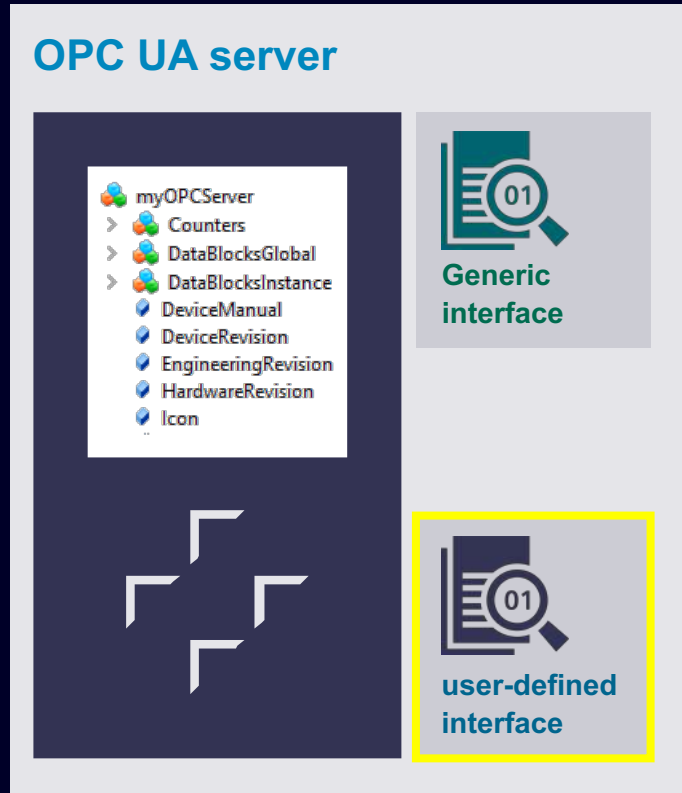 OPC UA server
myOPCServer
Counters
DataBlocksGlobal
DataBlocksInstance
DeviceManual
DeviceRevision
EngineeringRevision
HardwareRevision
Icon
01
Generic
interface
01
user-defined
interface